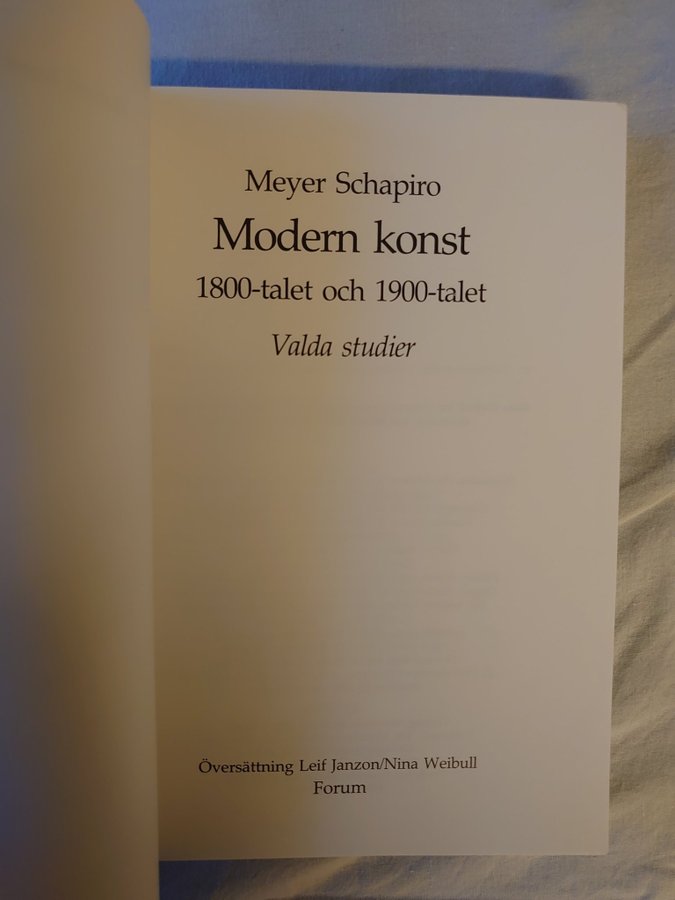 Meyer Schapiro
Modern konst
1800-talet och 1900-talet
Valda studier
Översättning Leif Janzon/Nina Weibull
Forum